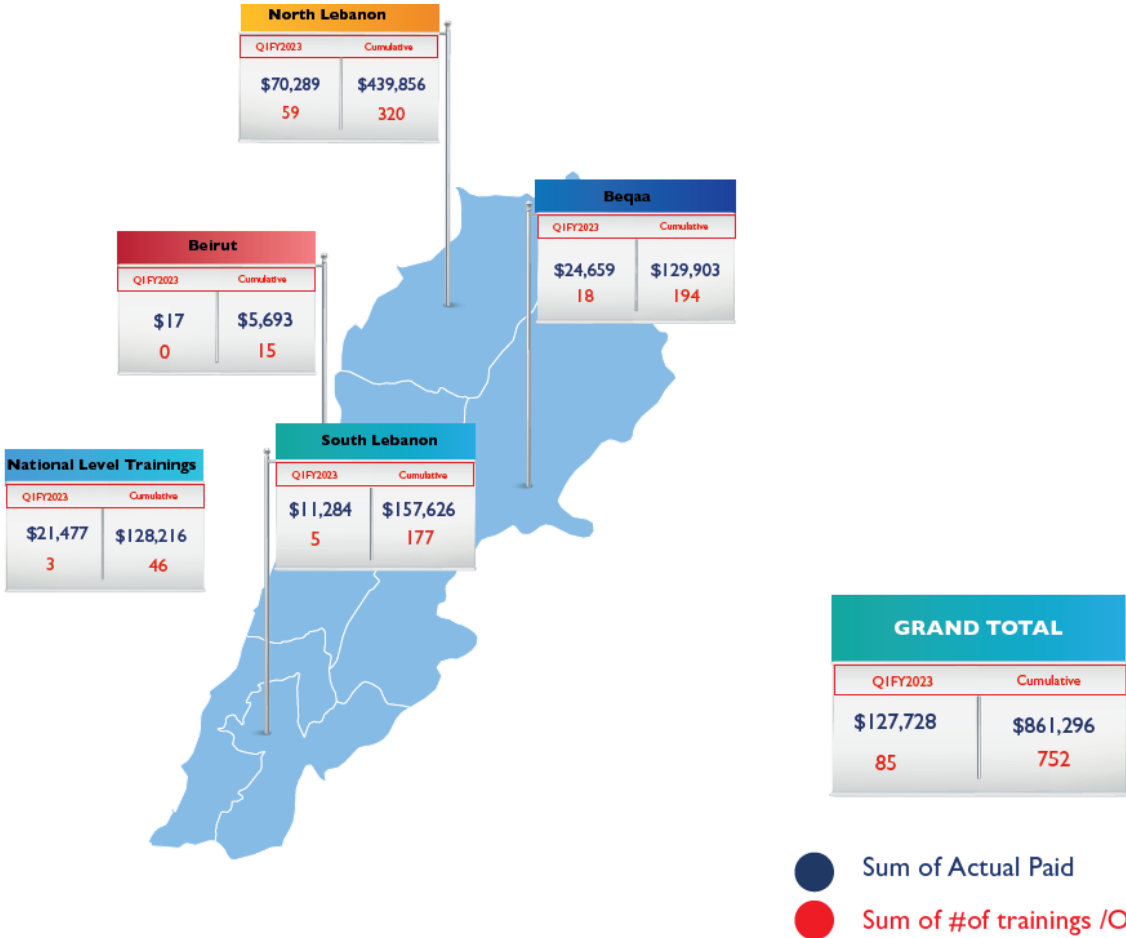 North Lebanon
Q1FY2023 Cumulative
$70,289 $439,856
59 320
Beqaa
Q1FY2023 Cumulative
$24,659 $129,903
18 194
Beirut
Q1FY2023 Cumulative
$17 $5,693
0 15
South Lebanon
Q1FY2023 Cumulative
$11,284 $157,626
5 177
National Level Trainings
Q1FY2023 Cumulative
$21,477 $128,216
3 46
GRAND TOTAL
Q1FY2023 Cumulative
$127,728 $861,296
85 752
Sum of Actual Paid
Sum of #of trainings /O